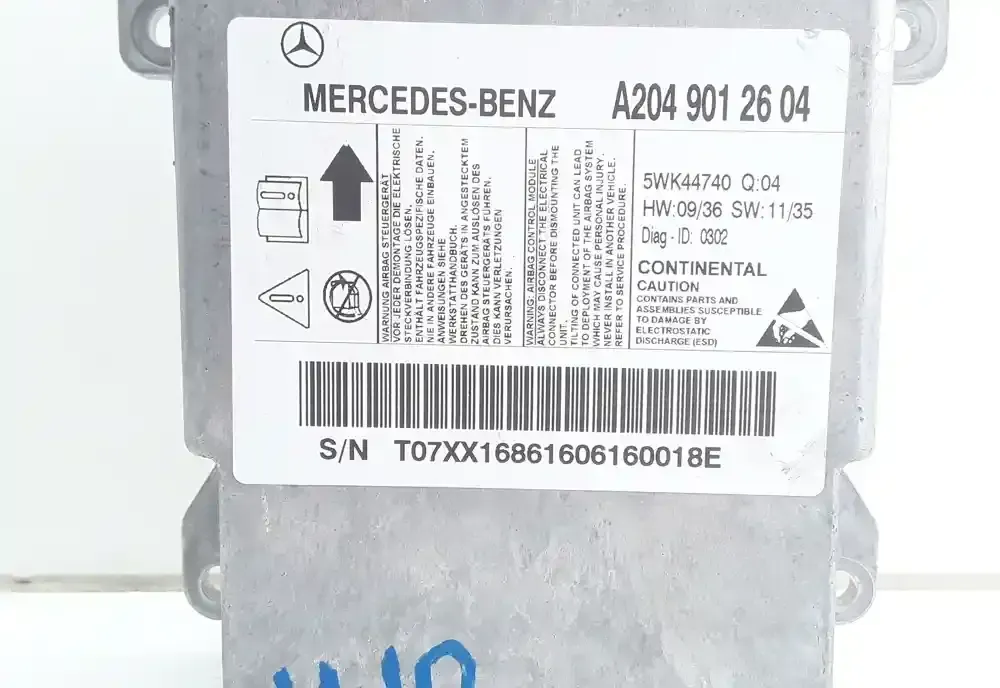 MERCEDES-BENZ A204 901 26 04
WARNUNG AIRBAG STEUERGERÄT
VOR JEDER DEMONTAGE DIE ELEKTRISCHE
STECKVERBINDUNG LÖSEN.
ENTHÄLT FAHRZEUGSPEZIFISCHE DATEN.
NIE IN ANDERE FAHRZEUGE EINBAUEN.
ANWEISUNGEN SIEHE
WERKSTATTHANDBUCH.
DREHEN DES GERÄTS IN ANGESTECKTEM
ZUSTAND KANN ZUM AUSLÖSEN DES
AIRBAG STEUERGERÄTS FÜHREN.
DIES KANN VERLETZUNGEN
VERURSACHEN.
WARNING: AIRBAG CONTROL MODULE
ALWAYS DISCONNECT THE ELECTRICAL
CONNECTOR BEFORE DISMOUNTING THE
UNIT.
TILTING OF CONNECTED UNIT CAN LEAD
TO DEPLOYMENT OF THE AIRBAG SYSTEM
WHICH MAY CAUSE PERSONAL INJURY.
NEVER INSTALL IN ANOTHER VEHICLE.
REFER TO SERVICE PROCEDURE.
5WK44740 Q:04
HW:09/36 SW:11/35
Diag - ID: 0302
CONTINENTAL
CAUTION
CONTAINS PARTS AND
ASSEMBLIES SUSCEPTIBLE
TO DAMAGE BY
ELECTROSTATIC
DISCHARGE (ESD)
S/N T07XX16861606160018E